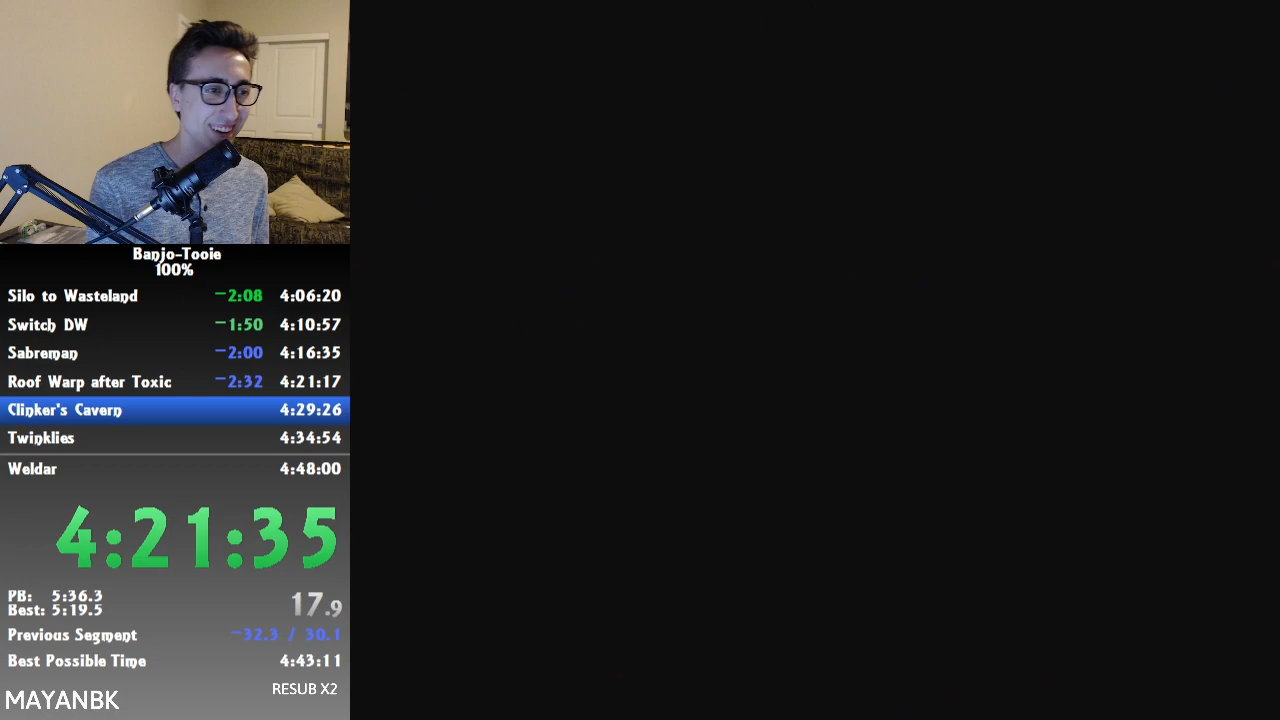 Banjo-Tooie
100%
Silo to Wasteland −2:08 4:06:20
Switch DW −1:50 4:10:57
Sabreman −2:00 4:16:35
Roof Warp after Toxic −2:32 4:21:17
Clinker's Cavern 4:29:26
Twinklies 4:34:54
Weldar 4:48:00
4:21:35
PB: 5:36.3
Best: 5:19.5
17.9
Previous Segment −32.3 / 30.1
Best Possible Time 4:43:11
MAYANBK RESUB X2